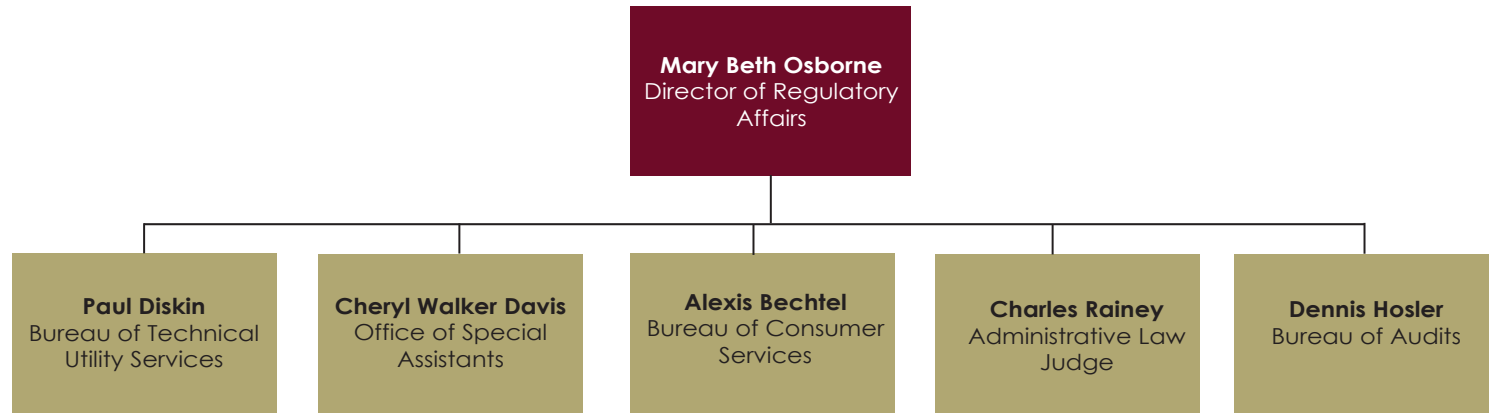 Mary Beth Osborne
Director of Regulatory
Affairs
Paul Diskin
Bureau of Technical
Utility Services
Cheryl Walker Davis
Office of Special
Assistants
Alexis Bechtel
Bureau of Consumer
Services
Charles Rainey
Administrative Law
Judge
Dennis Hosler
Bureau of Audits